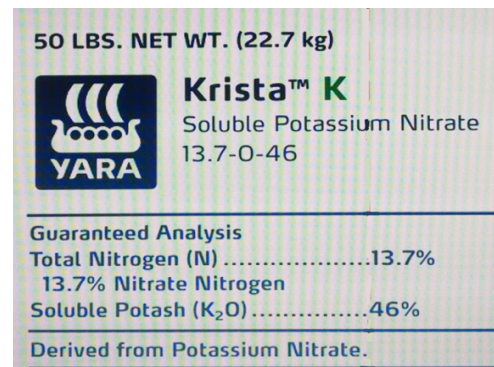 50 LBS. NET WT. (22.7 kg)
Krista™ K
Soluble Potassium Nitrate
13.7-0-46
YARA
Guaranteed Analysis
Total Nitrogen (N)....................13.7%
13.7% Nitrate Nitrogen
Soluble Potash (K₂O)................46%
Derived from Potassium Nitrate.